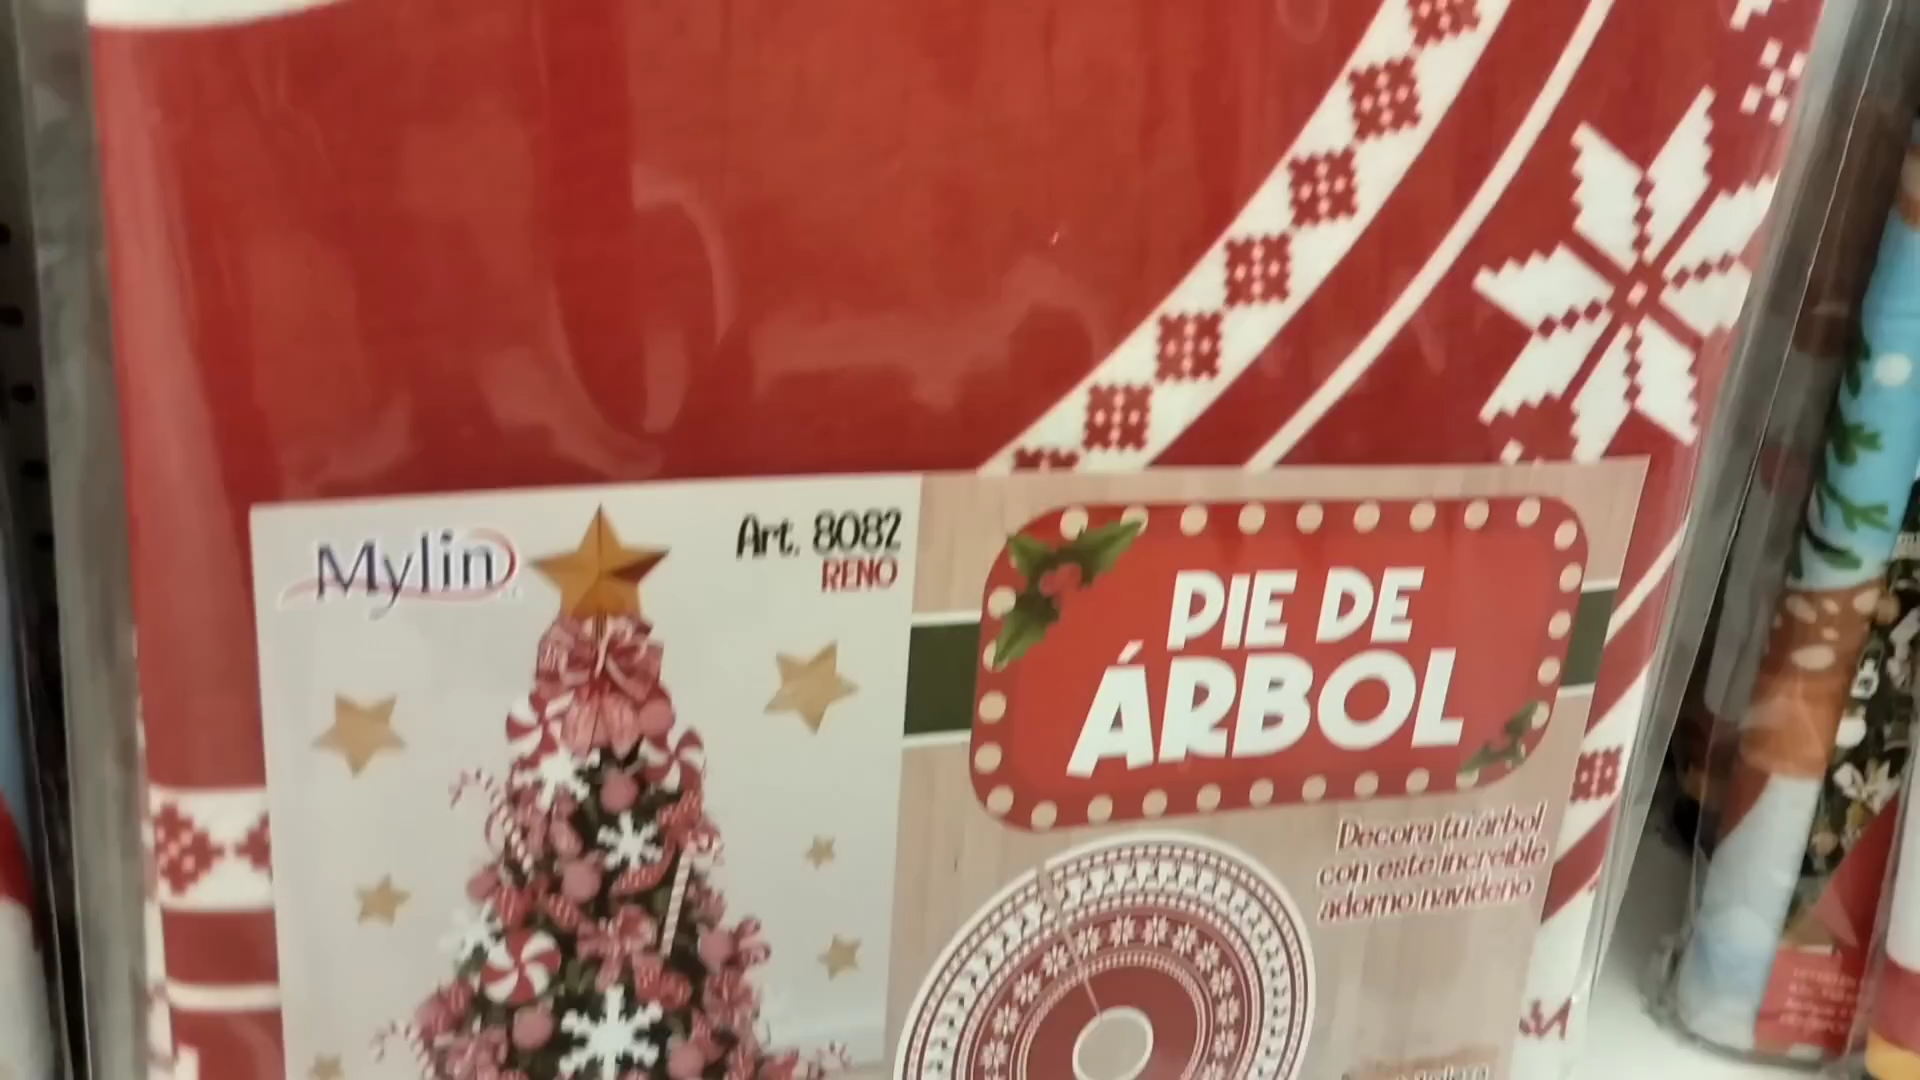 Mylin
Art. 8082
RENO
PIE DE
ÁRBOL
Decora tu árbol
con este increíble
adorno navideño